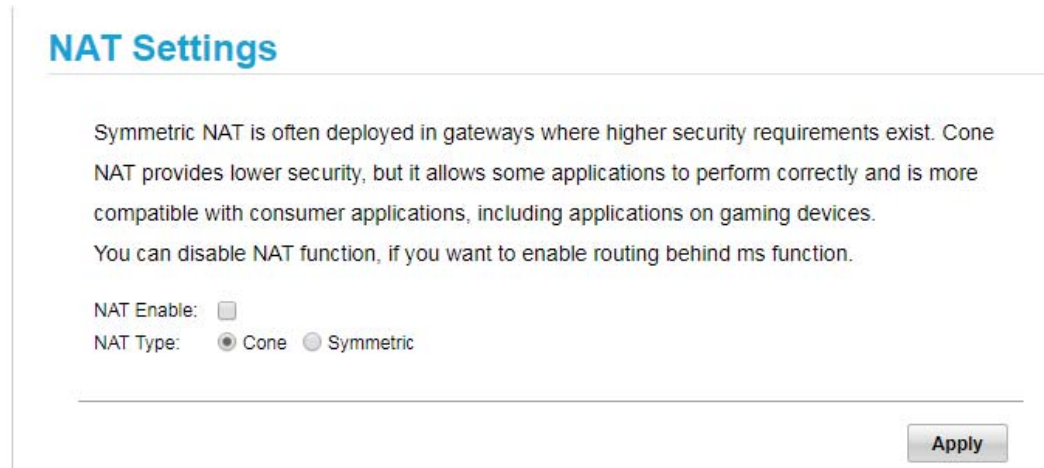 NAT Settings
Symmetric NAT is often deployed in gateways where higher security requirements exist. Cone
NAT provides lower security, but it allows some applications to perform correctly and is more
compatible with consumer applications, including applications on gaming devices.
You can disable NAT function, if you want to enable routing behind ms function.
NAT Enable:
NAT Type: Cone Symmetric
Apply